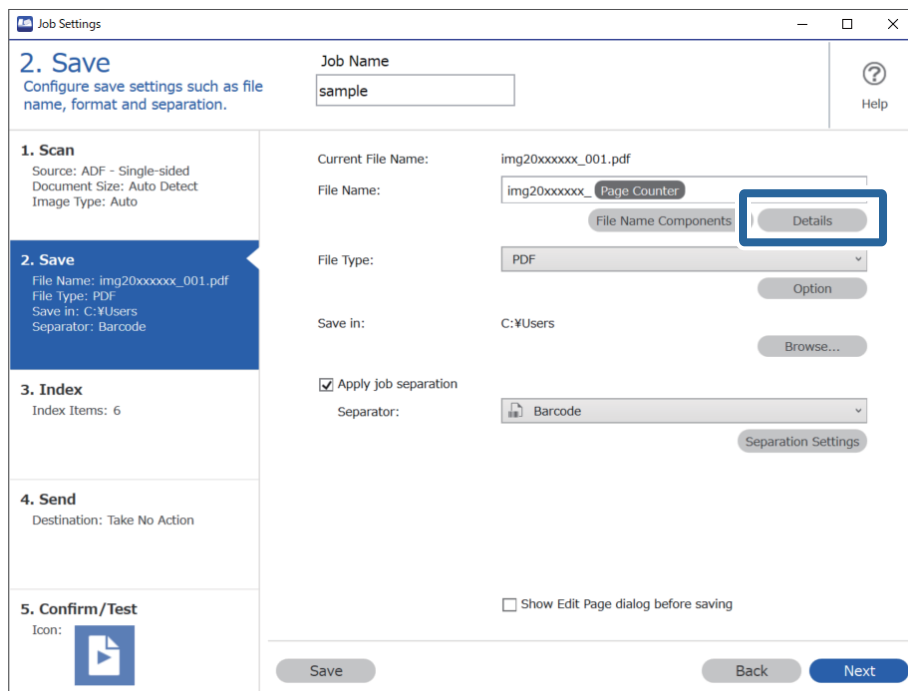 Job Settings
2. Save
Configure save settings such as file
name, format and separation.
Job Name
sample
Help
1. Scan
Source: ADF - Single-sided
Document Size: Auto Detect
Image Type: Auto
2. Save
File Name: img20xxxxxx_001.pdf
File Type: PDF
Save in: C:¥Users
Separator: Barcode
3. Index
Index Items: 6
4. Send
Destination: Take No Action
5. Confirm/Test
Icon:
Current File Name: img20xxxxxx_001.pdf
File Name: img20xxxxxx_ Page Counter
File Name Components Details
File Type: PDF
Option
Save in: C:¥Users
Browse...
Apply job separation
Separator: Barcode
Separation Settings
Show Edit Page dialog before saving
Save Back Next